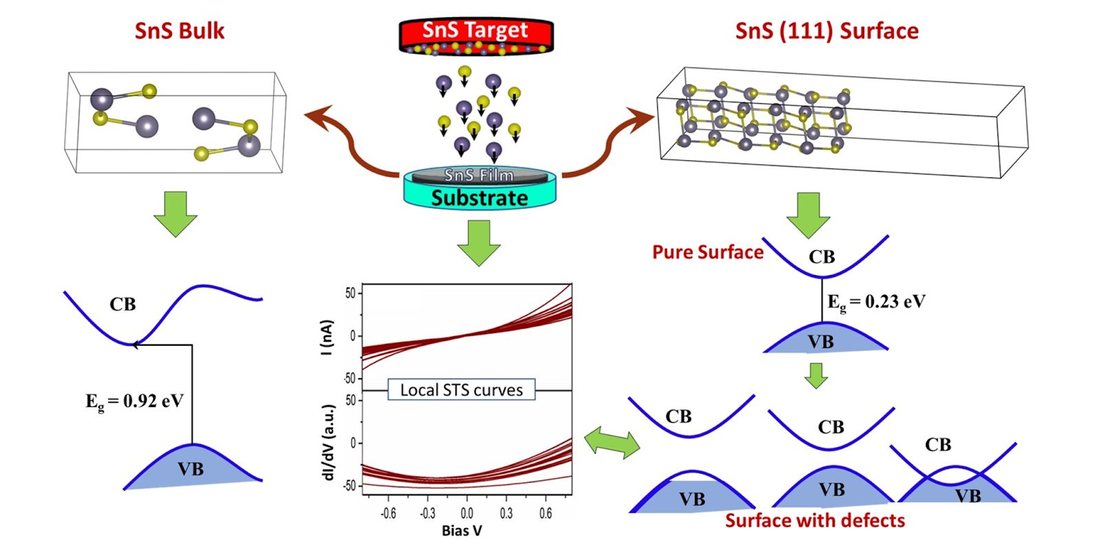 SnS Bulk
SnS Target
SnS (111) Surface
SnS Film
Substrate
Pure Surface
CB
E_g = 0.23 eV
VB
CB
E_g = 0.92 eV
VB
I (nA)
50
0
-50
Local STS curves
dI/dV (a.u.)
50
0
-50
-0.6 -0.3 0.0 0.3 0.6
Bias V
CB
VB
CB
VB
CB
VB
Surface with defects